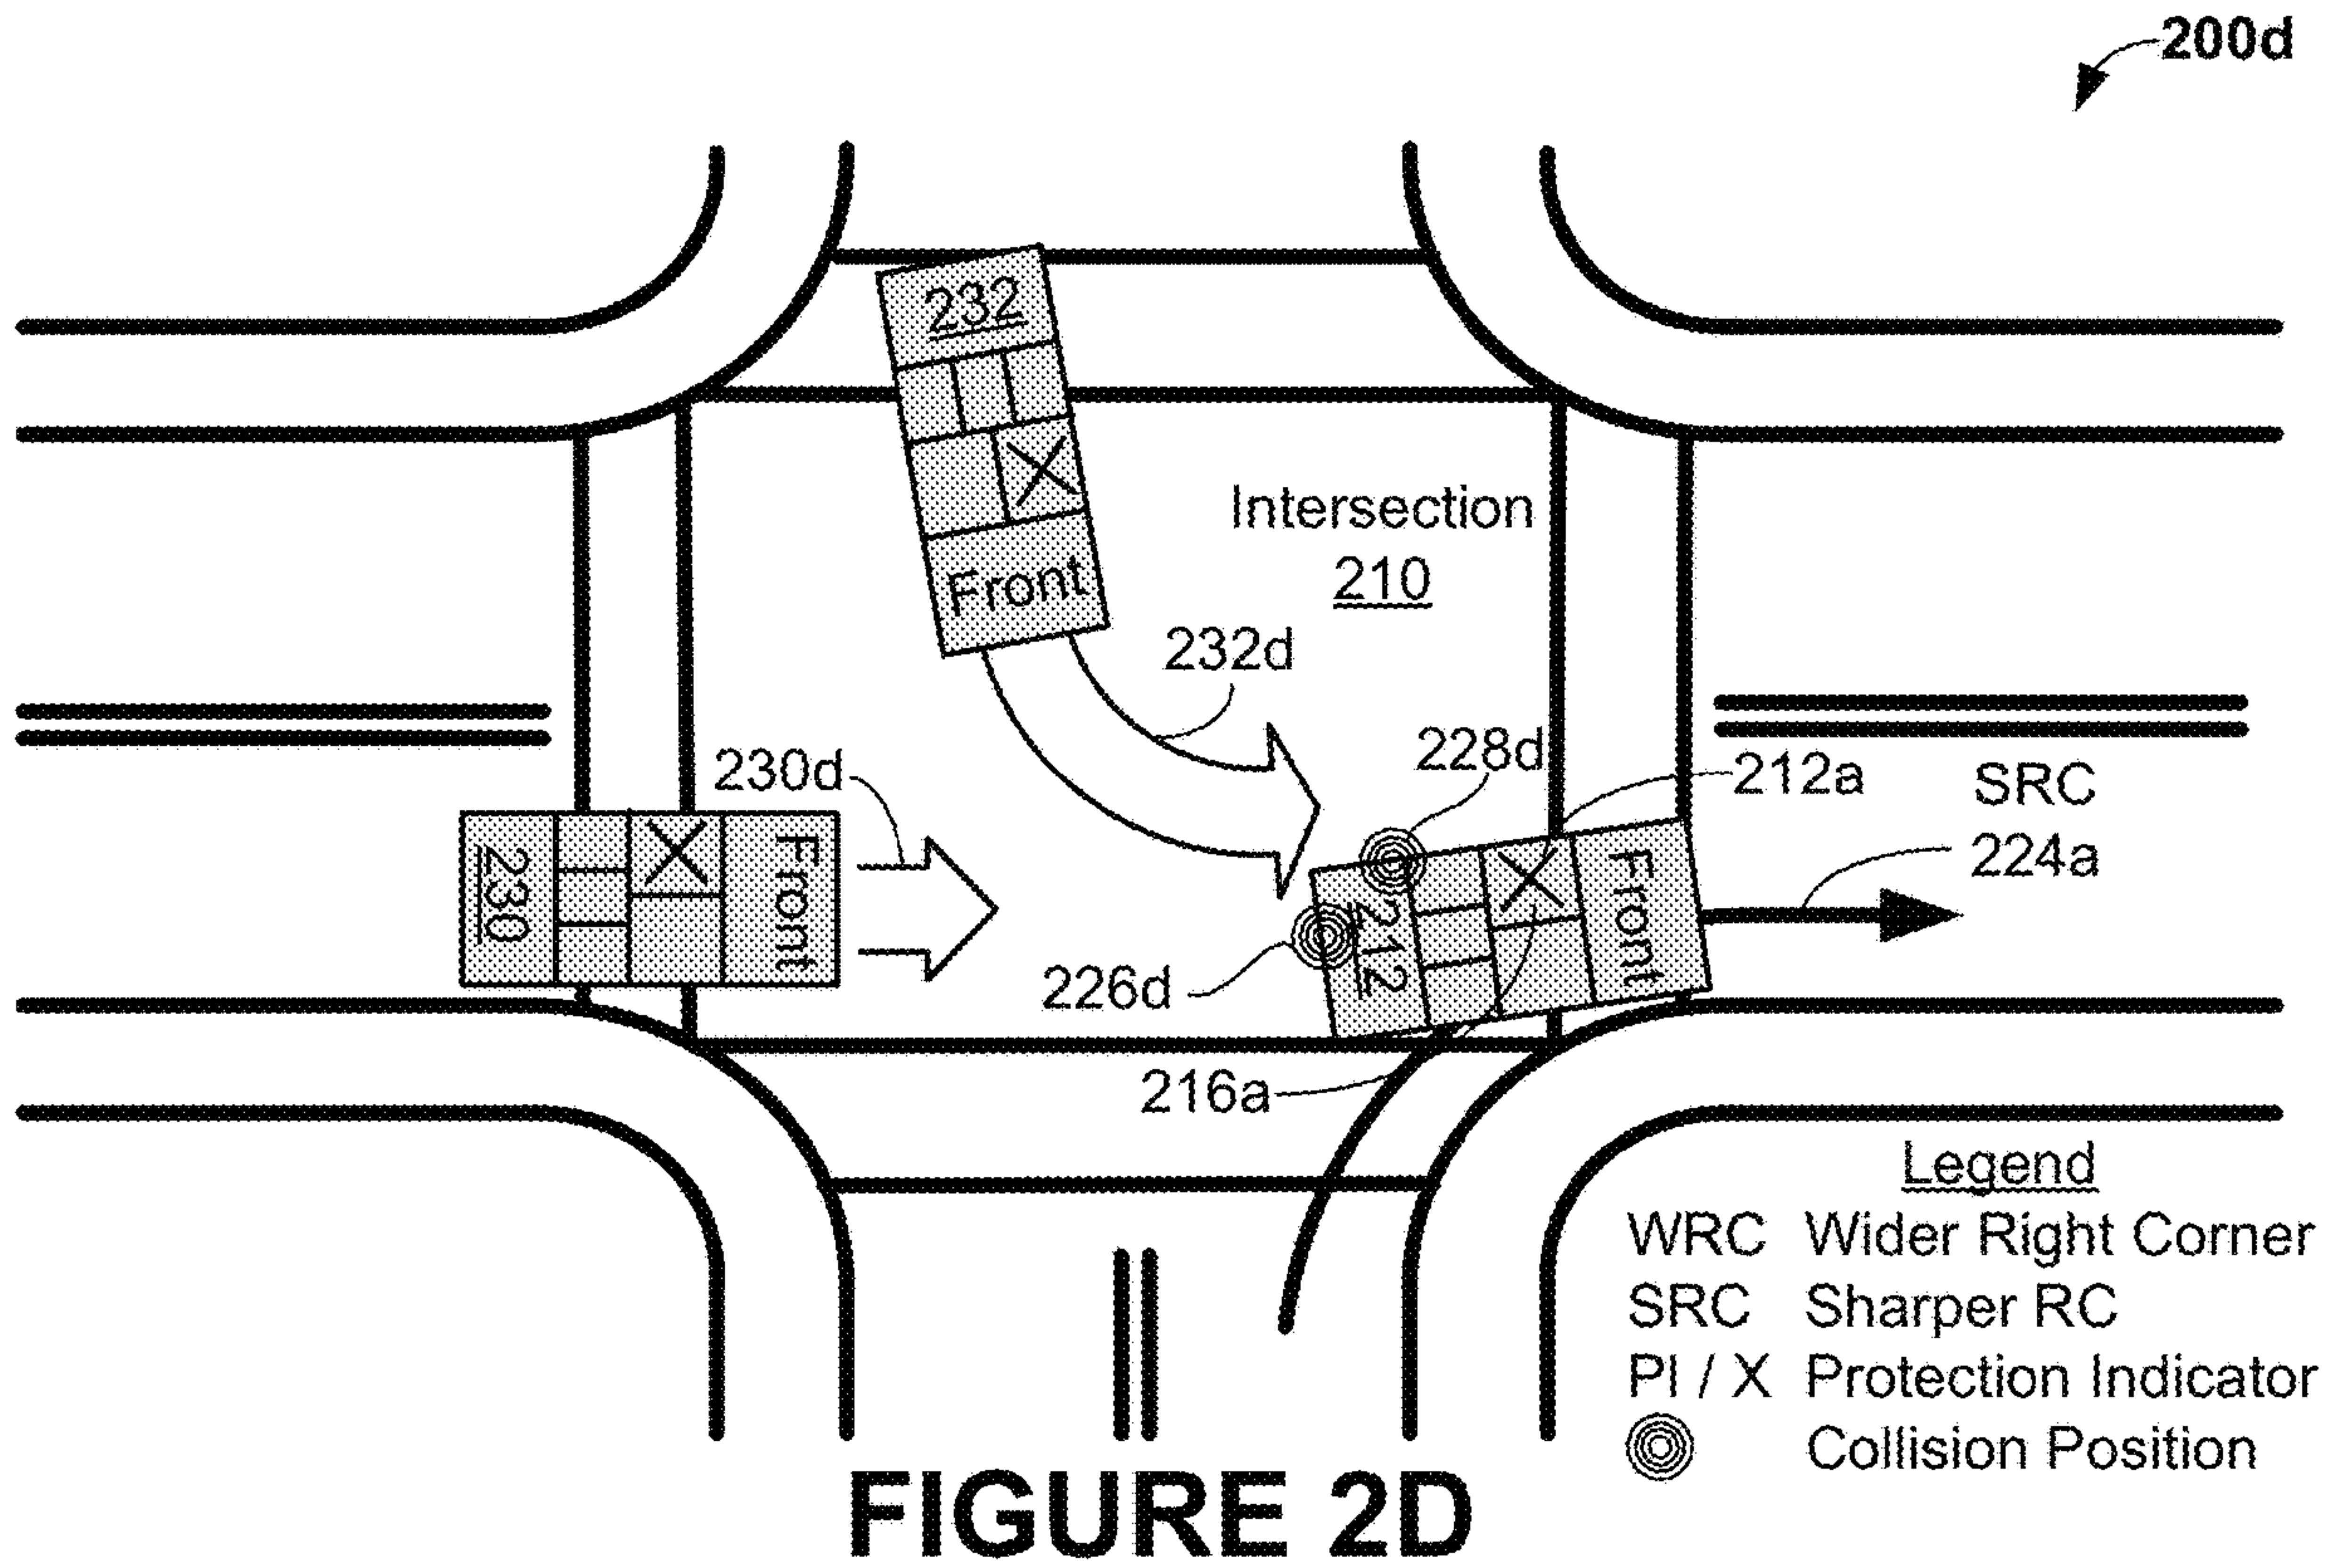 200d
232
Intersection
210
Front
232d
228d
230d
212a
SRC
224a
230
Front
212
Front
226d
216a
Legend
WRC Wider Right Corner
SRC Sharper RC
PI / X Protection Indicator
Collision Position
FIGURE 2D